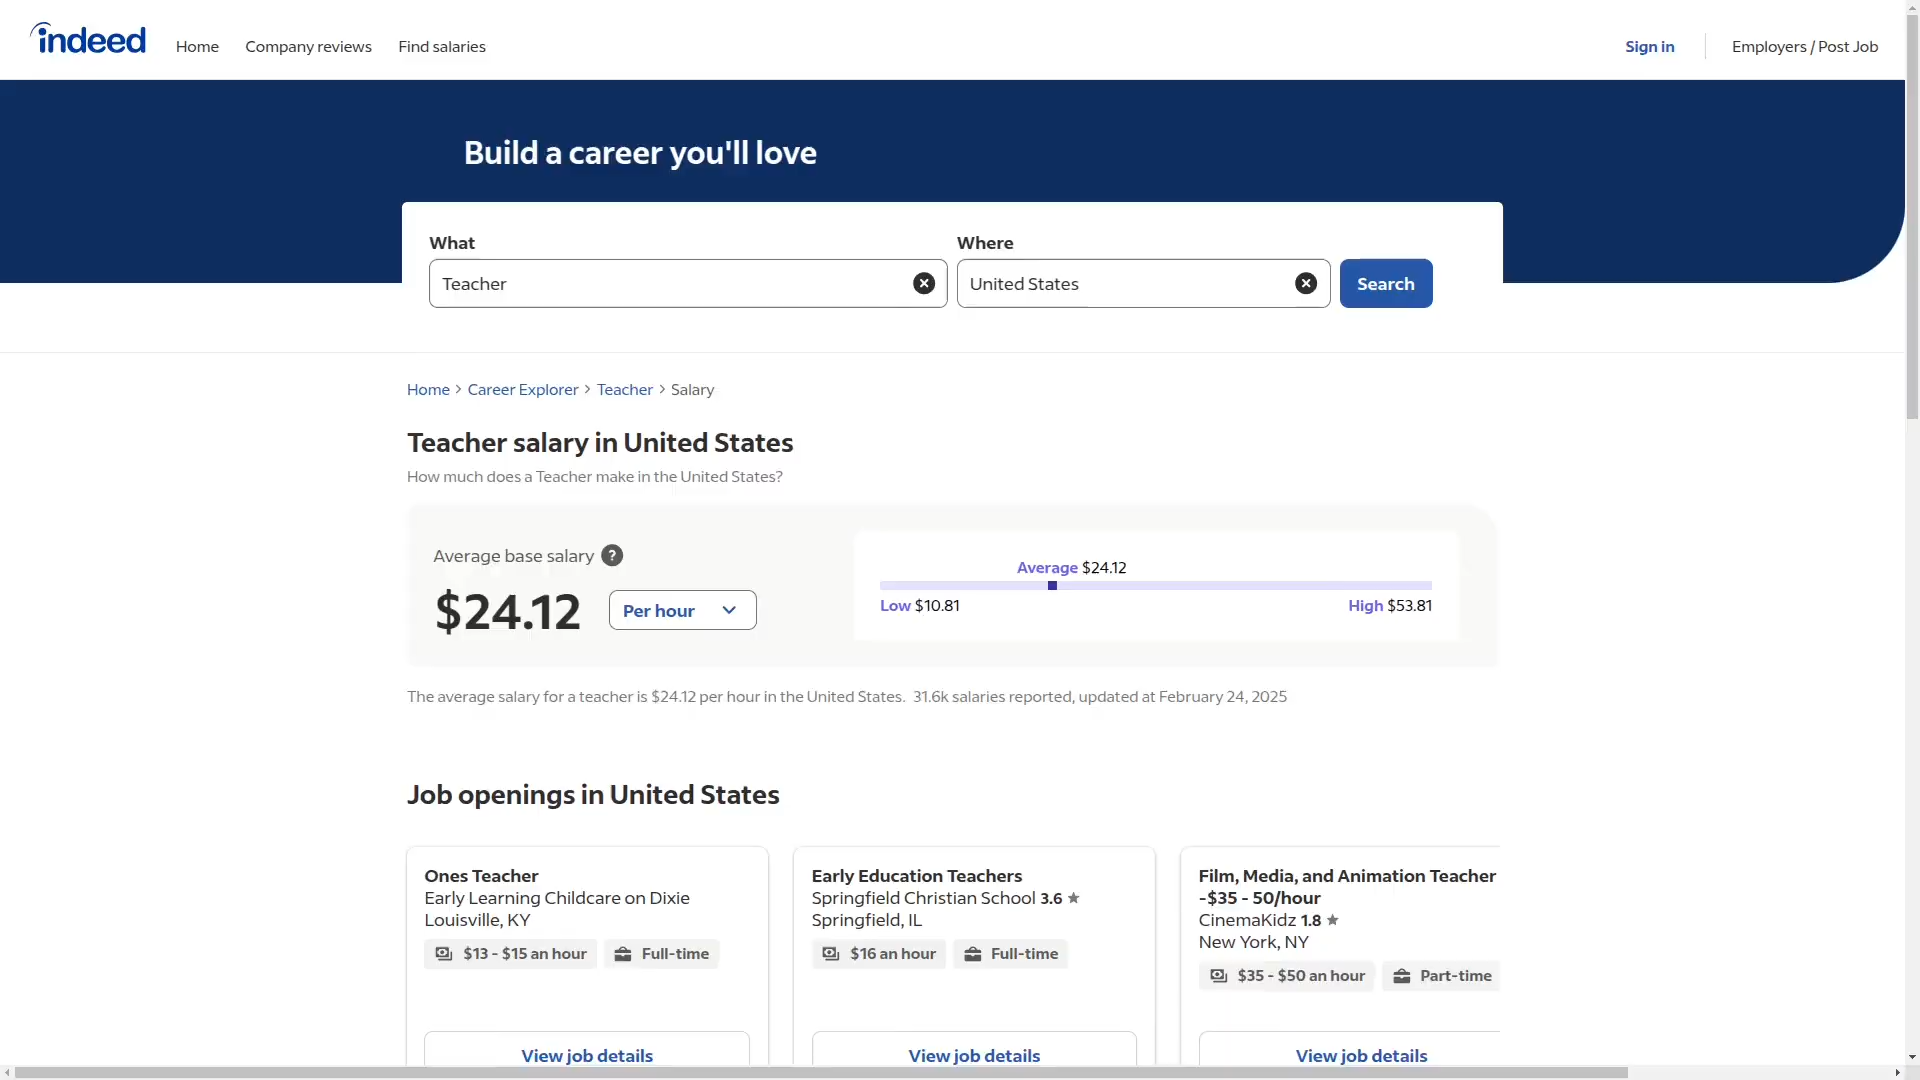 indeed
Home
Company reviews
Find salaries
Sign in
Employers / Post Job
Build a career you'll love
What
Where
Teacher
United States
Search
Home > Career Explorer > Teacher > Salary
Teacher salary in United States
How much does a Teacher make in the United States?
Average base salary ?
$24.12
Per hour
Average $24.12
Low $10.81
High $53.81
The average salary for a teacher is $24.12 per hour in the United States. 31.6k salaries reported, updated at February 24, 2025
Job openings in United States
Ones Teacher
Early Learning Childcare on Dixie
Louisville, KY
$13 - $15 an hour
Full-time
View job details
Early Education Teachers
Springfield Christian School 3.6 ★
Springfield, IL
$16 an hour
Full-time
View job details
Film, Media, and Animation Teacher
-$35 - 50/hour
CinemaKidz 1.8 ★
New York, NY
$35 - $50 an hour
Part-time
View job details